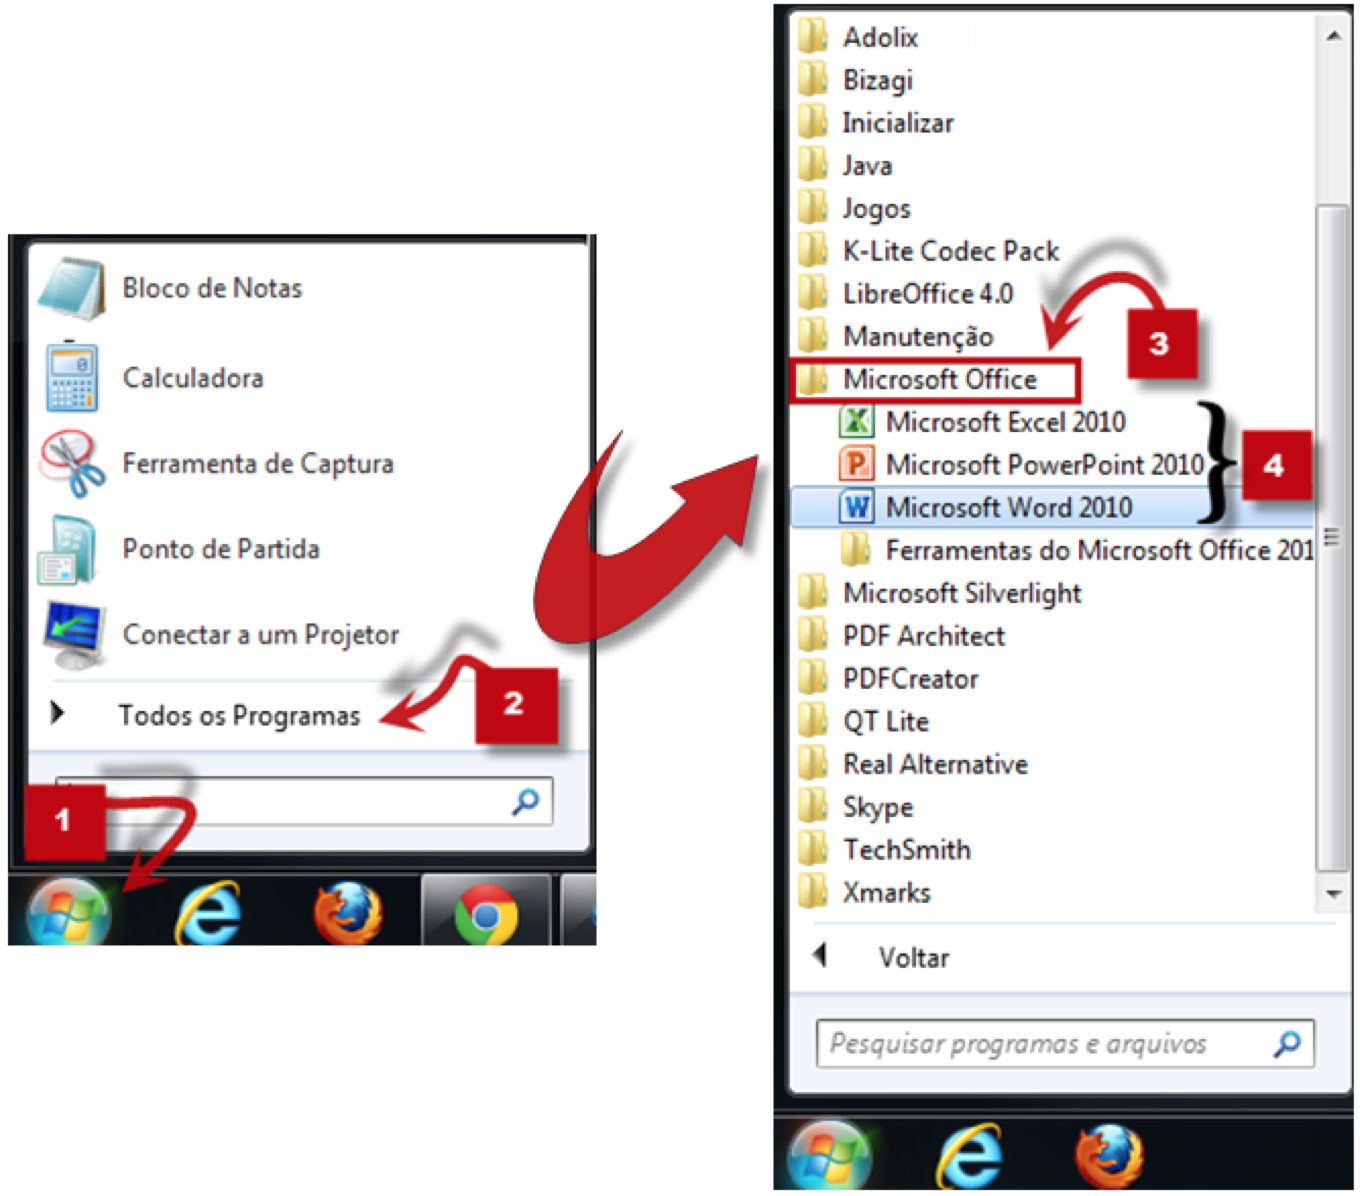 Bloco de Notas
Calculadora
Ferramenta de Captura
Ponto de Partida
Conectar a um Projetor
Todos os Programas
2
1
Adolix
Bizagi
Inicializar
Java
Jogos
K-Lite Codec Pack
LibreOffice 4.0
Manutenção
3
Microsoft Office
Microsoft Excel 2010
Microsoft PowerPoint 2010
4
Microsoft Word 2010
Ferramentas do Microsoft Office 201
Microsoft Silverlight
PDF Architect
PDFCreator
QT Lite
Real Alternative
Skype
TechSmith
Xmarks
Voltar
Pesquisar programas e arquivos